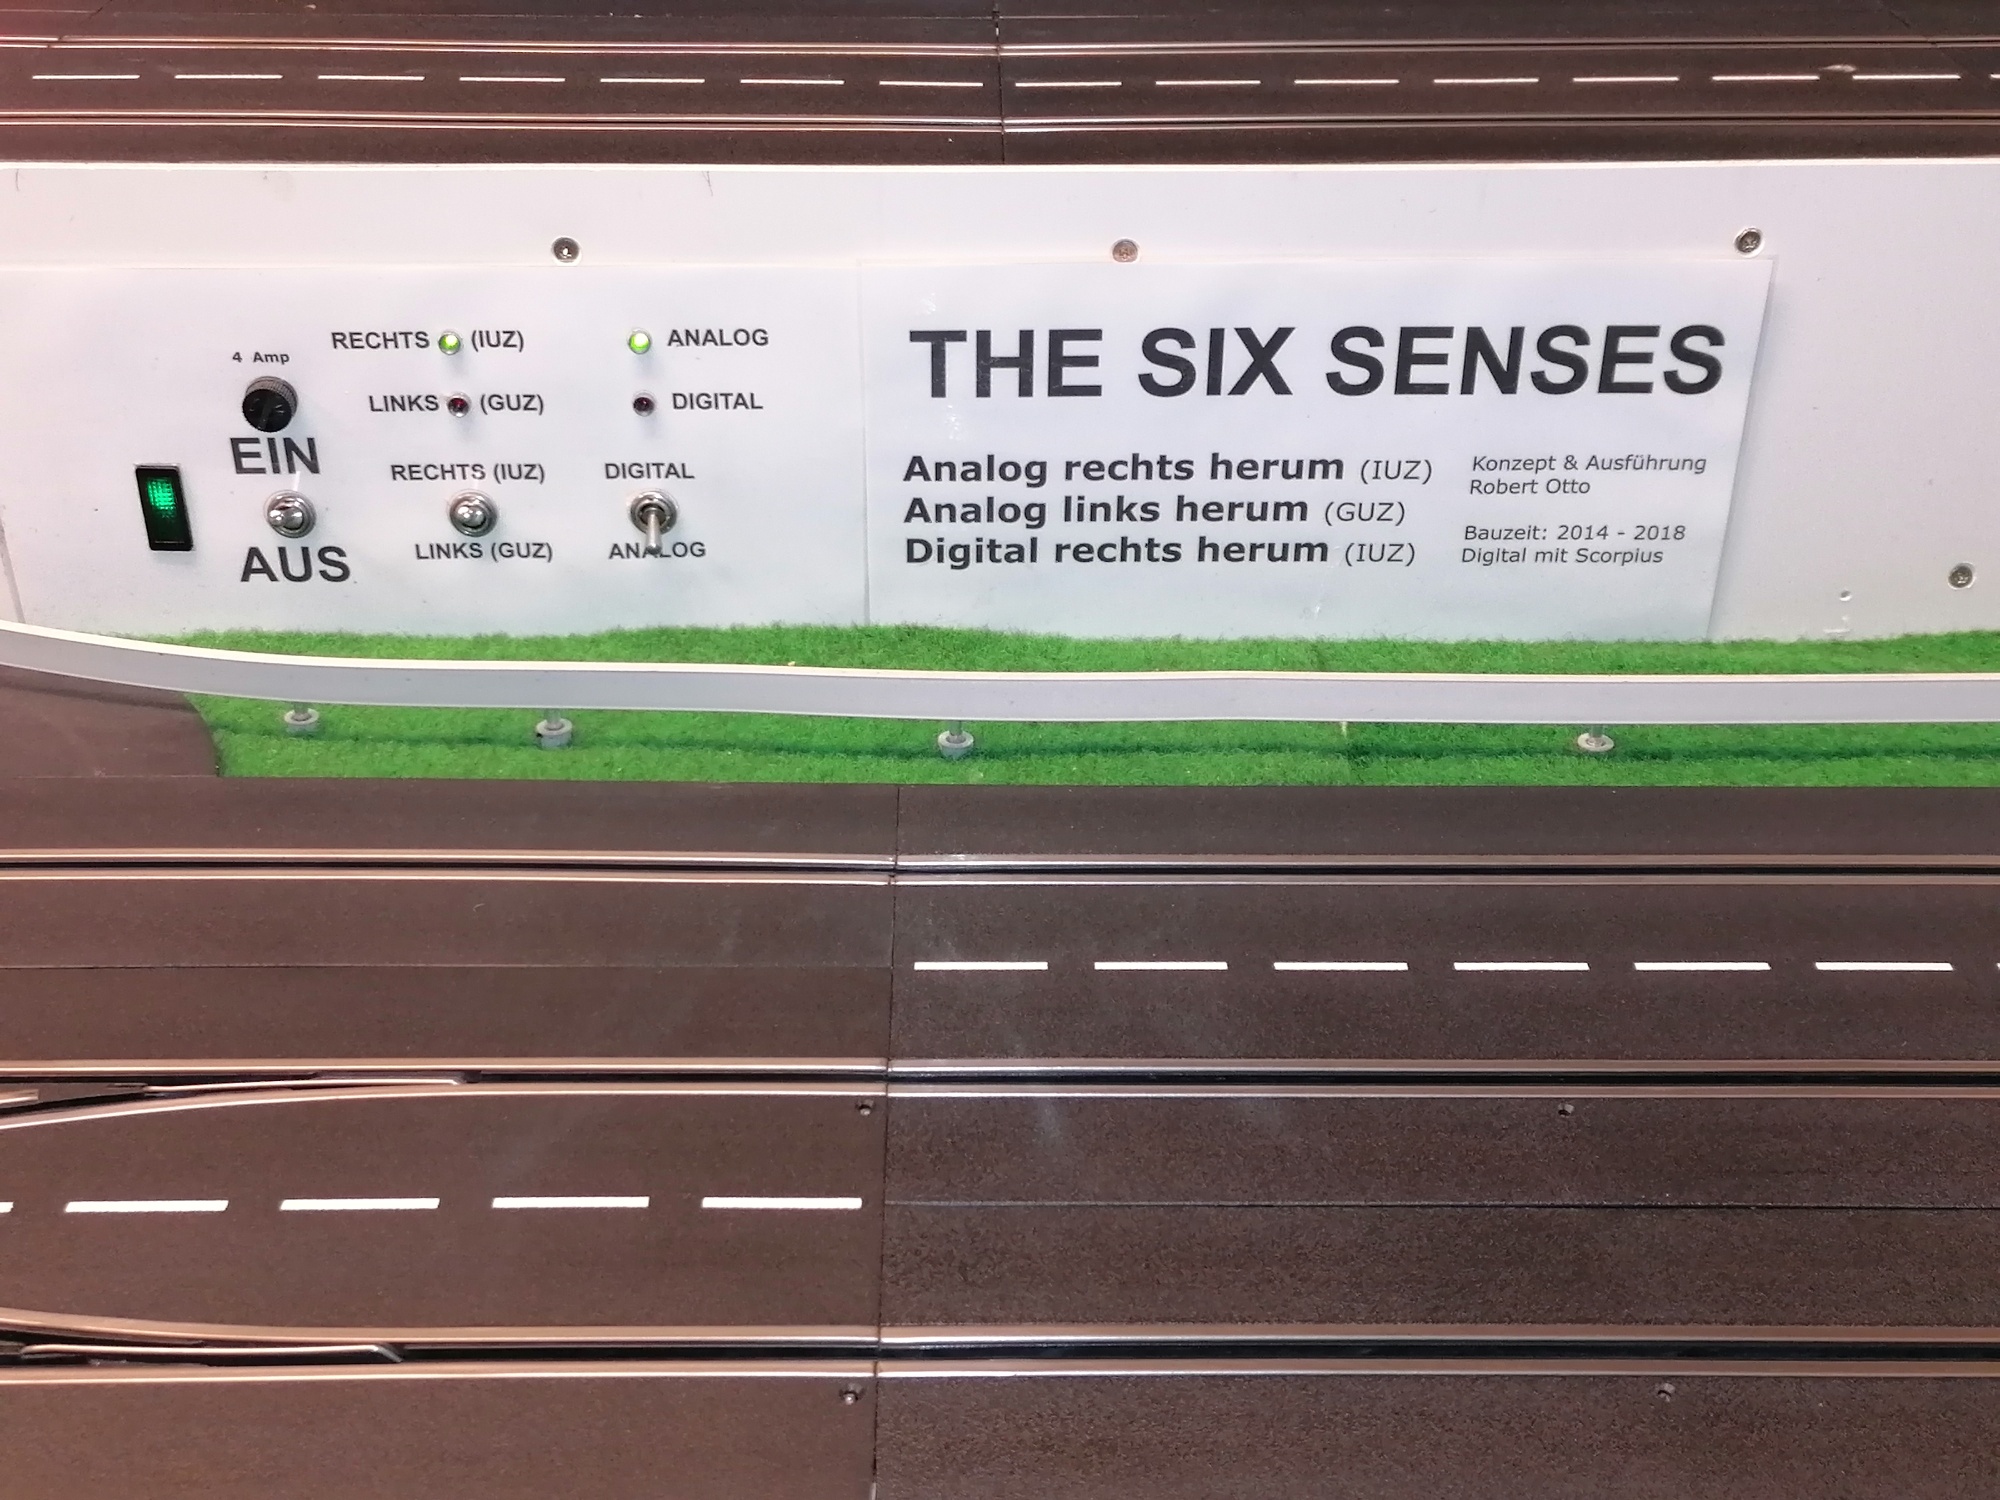 4 Amp
EIN
AUS
RECHTS (IUZ)
LINKS (GUZ)
RECHTS (IUZ)
LINKS (GUZ)
ANALOG
DIGITAL
DIGITAL
ANALOG
THE SIX SENSES
Analog rechts herum (IUZ)
Analog links herum (GUZ)
Digital rechts herum (IUZ)
Konzept & Ausführung
Robert Otto
Bauzeit: 2014 - 2018
Digital mit Scorpius